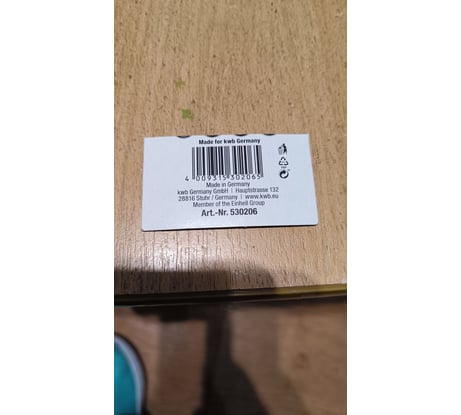 Made for kwb Germany
4 009315 302065
Made in Germany
kwb Germany GmbH | Hauptstrasse 132
28816 Stuhr / Germany | www.kwb.eu
Member of the Einhell Group
Art.-Nr. 530206